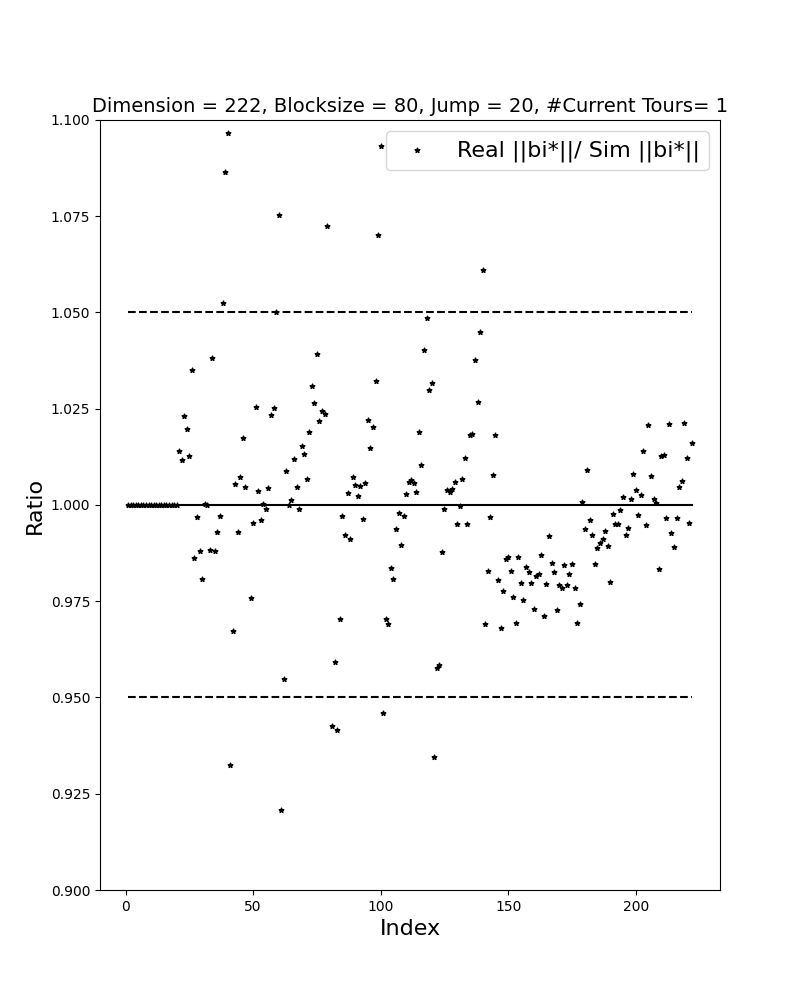 Dimension = 222, Blocksize = 80, Jump = 20, #Current Tours= 1
Real ||bi*||/ Sim ||bi*||
1.100
1.075
1.050
1.025
1.000
0.975
0.950
0.925
0.900
Ratio
0 50 100 150 200
Index